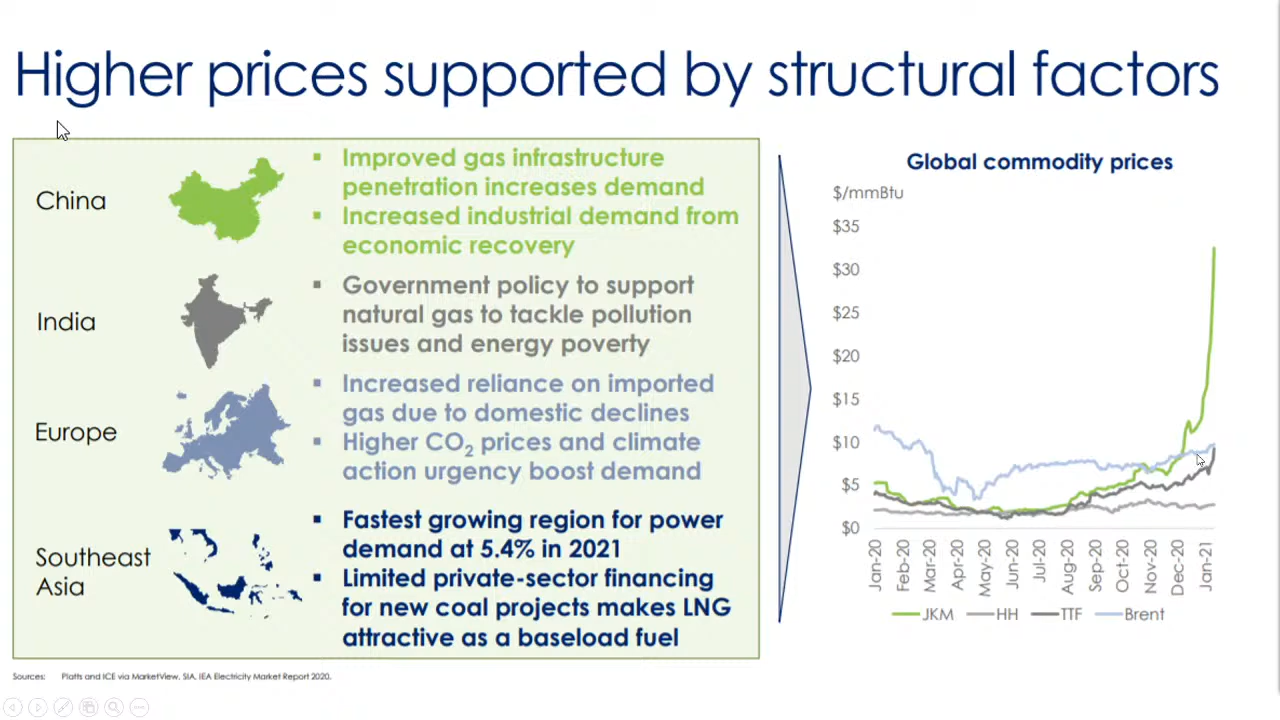 Higher prices supported by structural factors
China
▪ Improved gas infrastructure
penetration increases demand
▪ Increased industrial demand from
economic recovery
India
▪ Government policy to support
natural gas to tackle pollution
issues and energy poverty
Europe
▪ Increased reliance on imported
gas due to domestic declines
▪ Higher CO₂ prices and climate
action urgency boost demand
Southeast
Asia
▪ Fastest growing region for power
demand at 5.4% in 2021
▪ Limited private-sector financing
for new coal projects makes LNG
attractive as a baseload fuel
Global commodity prices
$/mmBtu
$35
$30
$25
$20
$15
$10
$5
$0
Jan-20
Feb-20
Mar-20
Apr-20
May-20
Jun-20
Jul-20
Aug-20
Sep-20
Oct-20
Nov-20
Dec-20
Jan-21
JKM HH TTF Brent
Sources: Platts and ICE via MarketView, SIA, IEA Electricity Market Report 2020.